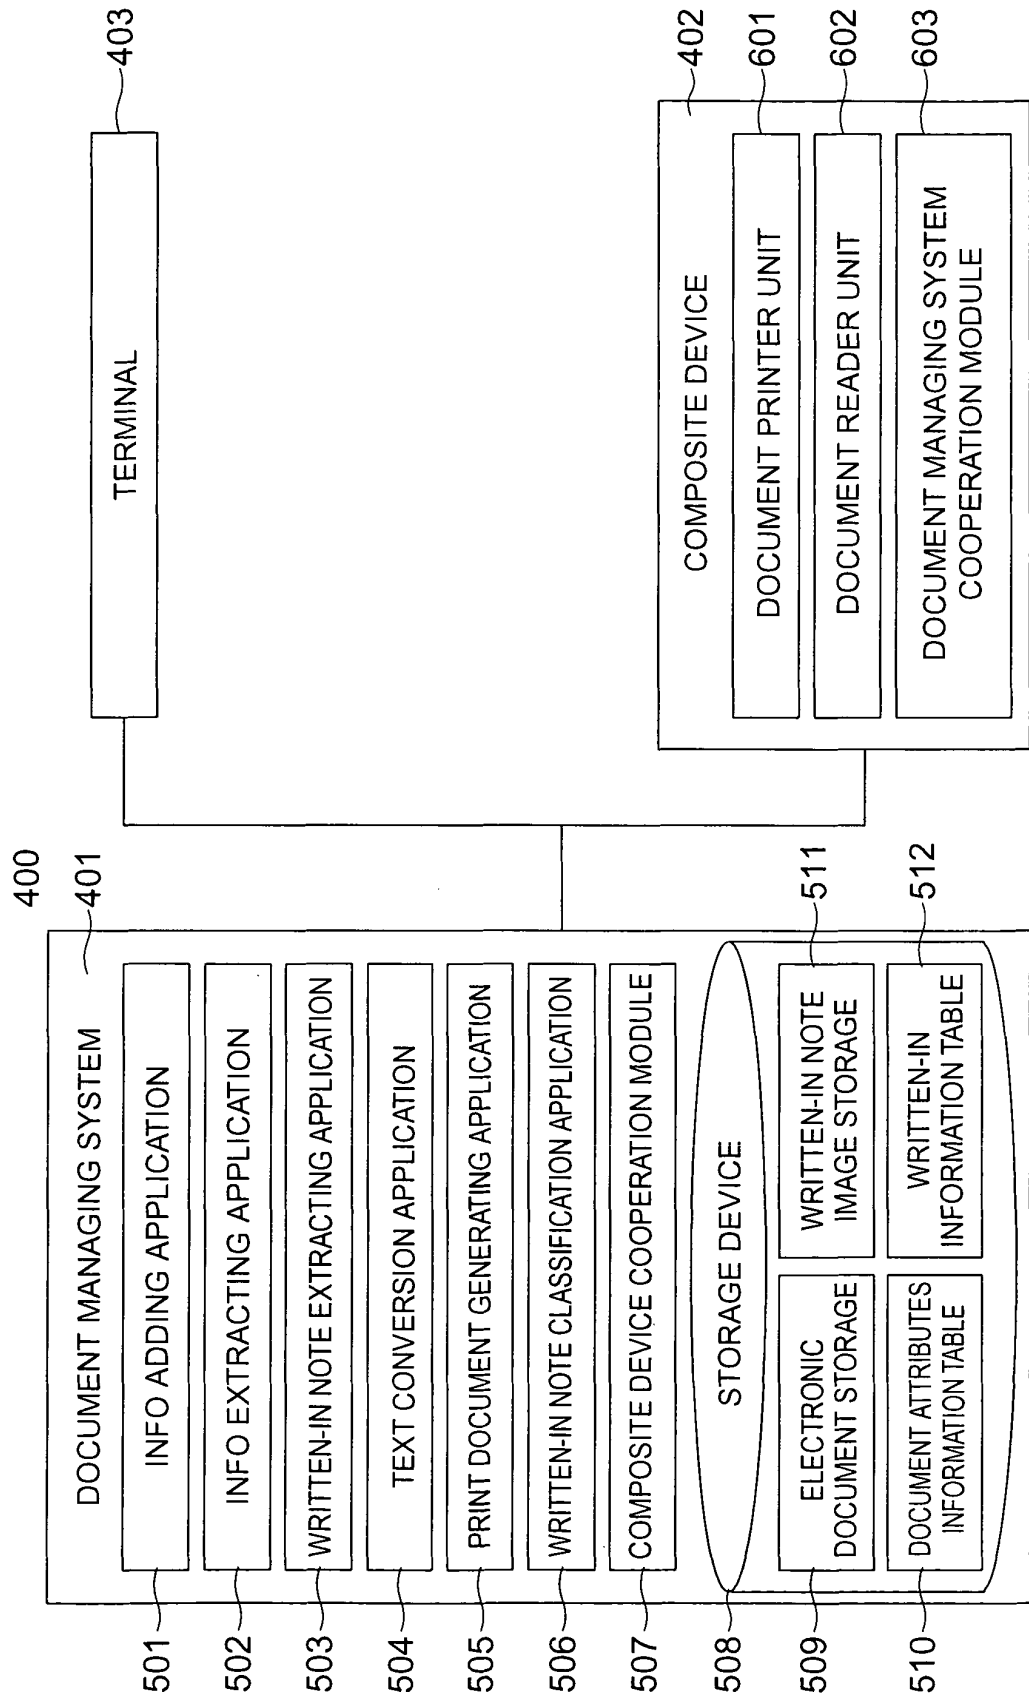 400
401
DOCUMENT MANAGING SYSTEM
501
INFO ADDING APPLICATION
502
INFO EXTRACTING APPLICATION
503
WRITTEN-IN NOTE EXTRACTING APPLICATION
504
TEXT CONVERSION APPLICATION
505
PRINT DOCUMENT GENERATING APPLICATION
506
WRITTEN-IN NOTE CLASSIFICATION APPLICATION
507
COMPOSITE DEVICE COOPERATION MODULE
508
STORAGE DEVICE
509
ELECTRONIC
DOCUMENT STORAGE
WRITTEN-IN NOTE
IMAGE STORAGE
511
510
DOCUMENT ATTRIBUTES
INFORMATION TABLE
WRITTEN-IN
INFORMATION TABLE
512
TERMINAL
403
402
COMPOSITE DEVICE
DOCUMENT PRINTER UNIT
601
DOCUMENT READER UNIT
602
DOCUMENT MANAGING SYSTEM
COOPERATION MODULE
603